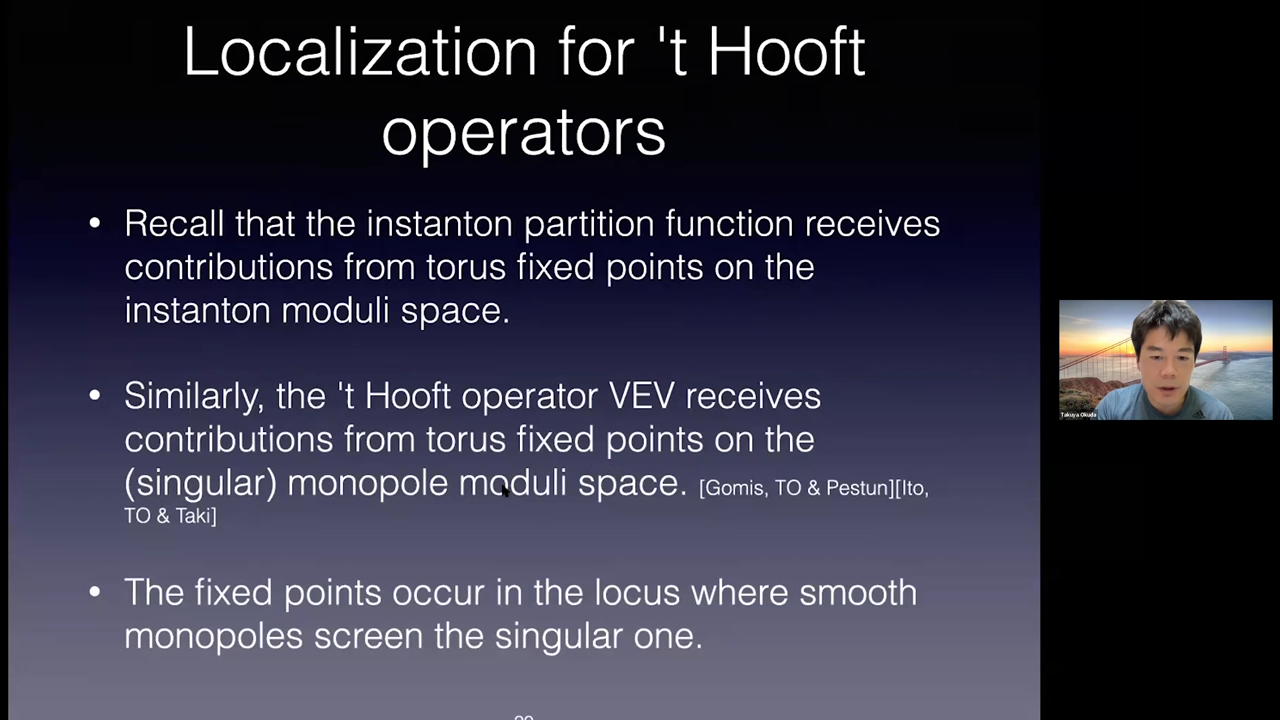 Localization for 't Hooft
operators
• Recall that the instanton partition function receives
contributions from torus fixed points on the
instanton moduli space.
• Similarly, the 't Hooft operator VEV receives
contributions from torus fixed points on the
(singular) monopole moduli space. [Gomis, TO & Pestun][Ito,
TO & Taki]
• The fixed points occur in the locus where smooth
monopoles screen the singular one.
Takuya Okuda